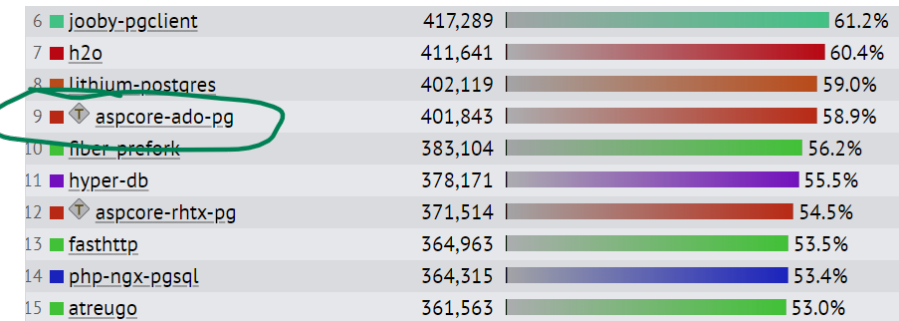 6 jooby-pgclient 417,289 61.2%
7 h2o 411,641 60.4%
8 lithium-postgres 402,119 59.0%
9 T aspcore-ado-pg 401,843 58.9%
10 fiber-prefork 383,104 56.2%
11 hyper-db 378,171 55.5%
12 T aspcore-rhtx-pg 371,514 54.5%
13 fasthttp 364,963 53.5%
14 php-ngx-pgsql 364,315 53.4%
15 atreugo 361,563 53.0%